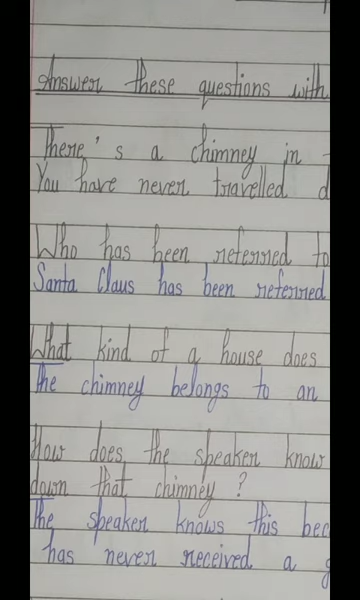 Answer these questions with
There's a chimney in
You have never travelled d
Who has been referred to
Santa Claus has been referred
What kind of a house does
The chimney belongs to an
How does the speaker know
down that chimney ?
The speaker knows this bec
has never received a g